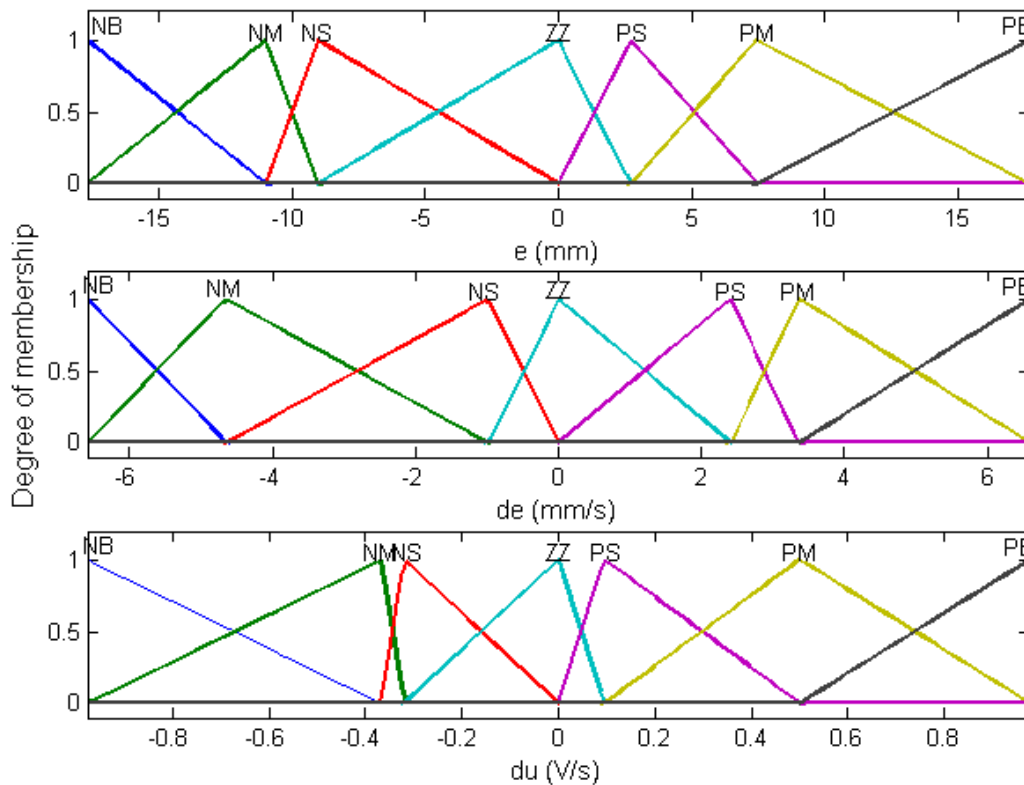 NB NM NS ZZ PS PM PE
1
0.5
0
-15 -10 -5 0 5 10 15
e (mm)
Degree of membership
NB NM NS ZZ PS PM PE
1
0.5
0
-6 -4 -2 0 2 4 6
de (mm/s)
NB NM NS ZZ PS PM PE
1
0.5
0
-0.8 -0.6 -0.4 -0.2 0 0.2 0.4 0.6 0.8
du (V/s)